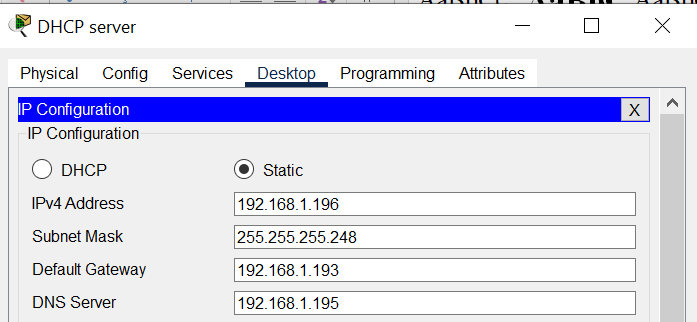 DHCP server
Physical Config Services Desktop Programming Attributes
IP Configuration X
IP Configuration
DHCP Static
IPv4 Address 192.168.1.196
Subnet Mask 255.255.255.248
Default Gateway 192.168.1.193
DNS Server 192.168.1.195